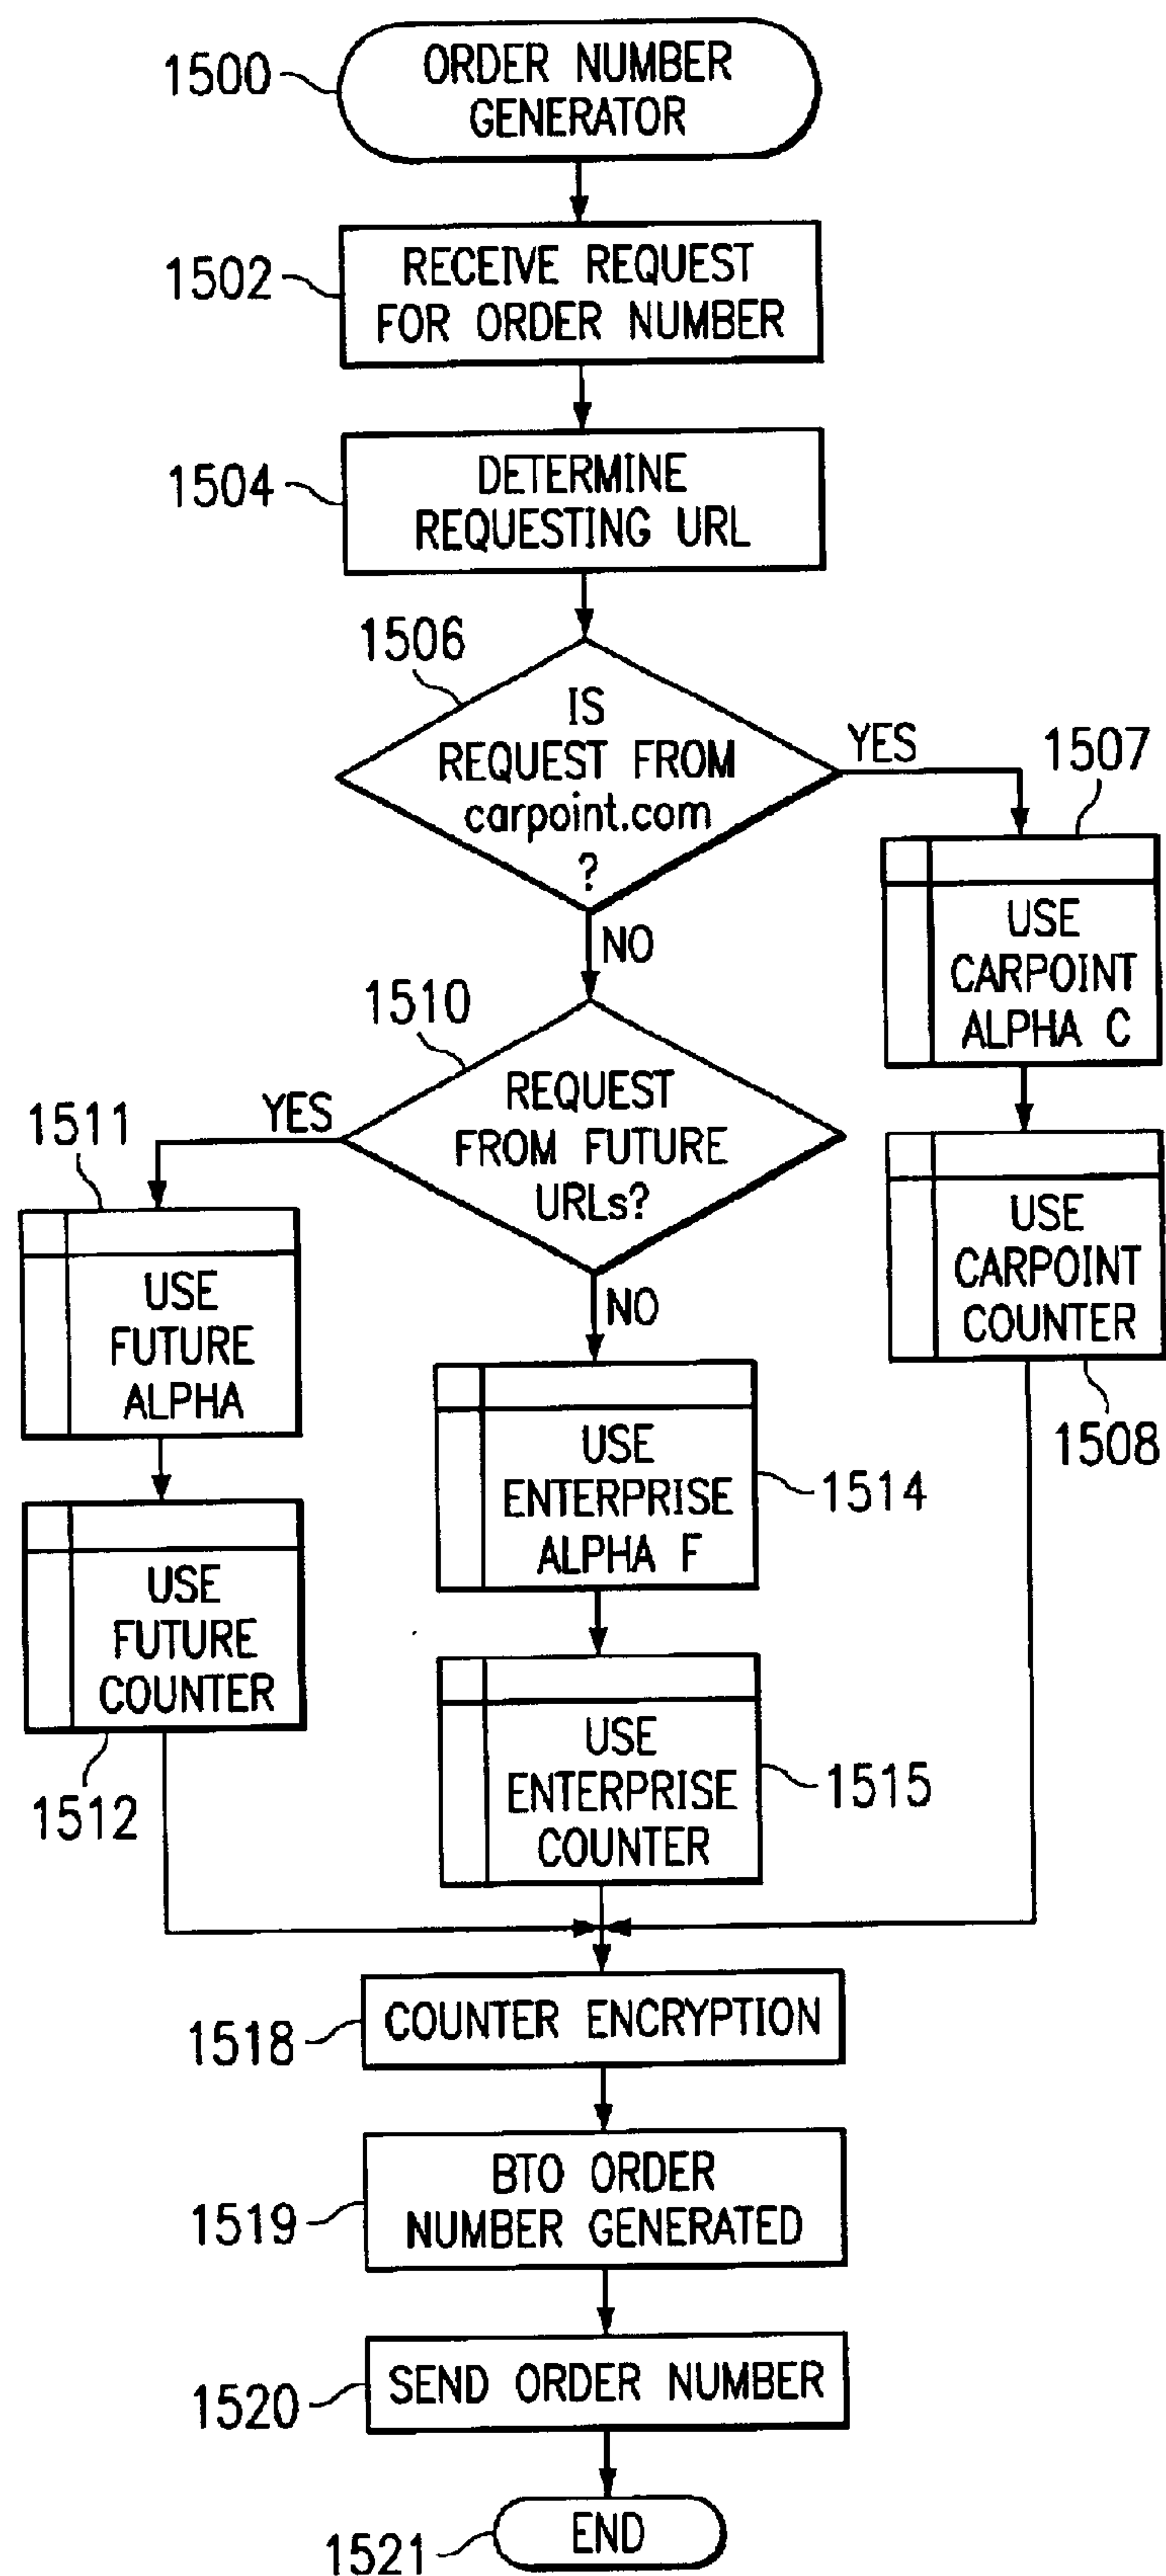 1500
ORDER NUMBER
GENERATOR
1502
RECEIVE REQUEST
FOR ORDER NUMBER
1504
DETERMINE
REQUESTING URL
1506
IS
REQUEST FROM
carpoint.com
?
YES
1507
USE
CARPOINT
ALPHA C
NO
1510
REQUEST
FROM FUTURE
URLs?
YES
1511
USE
FUTURE
ALPHA
USE
CARPOINT
COUNTER
1508
NO
USE
ENTERPRISE
ALPHA F
1514
USE
FUTURE
COUNTER
1512
USE
ENTERPRISE
COUNTER
1515
1518
COUNTER ENCRYPTION
1519
BTO ORDER
NUMBER GENERATED
1520
SEND ORDER NUMBER
1521
END